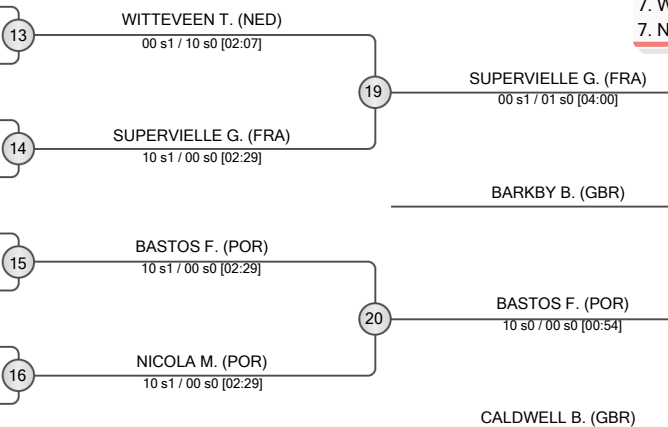 7. W
7. N
13
WITTEVEEN T. (NED)
00 s1 / 10 s0 [02:07]
19
SUPERVIELLE G. (FRA)
00 s1 / 01 s0 [04:00]
14
SUPERVIELLE G. (FRA)
10 s1 / 00 s0 [02:29]
BARKBY B. (GBR)
15
BASTOS F. (POR)
10 s1 / 00 s0 [02:29]
20
BASTOS F. (POR)
10 s0 / 00 s0 [00:54]
16
NICOLA M. (POR)
10 s1 / 00 s0 [02:29]
CALDWELL B. (GBR)